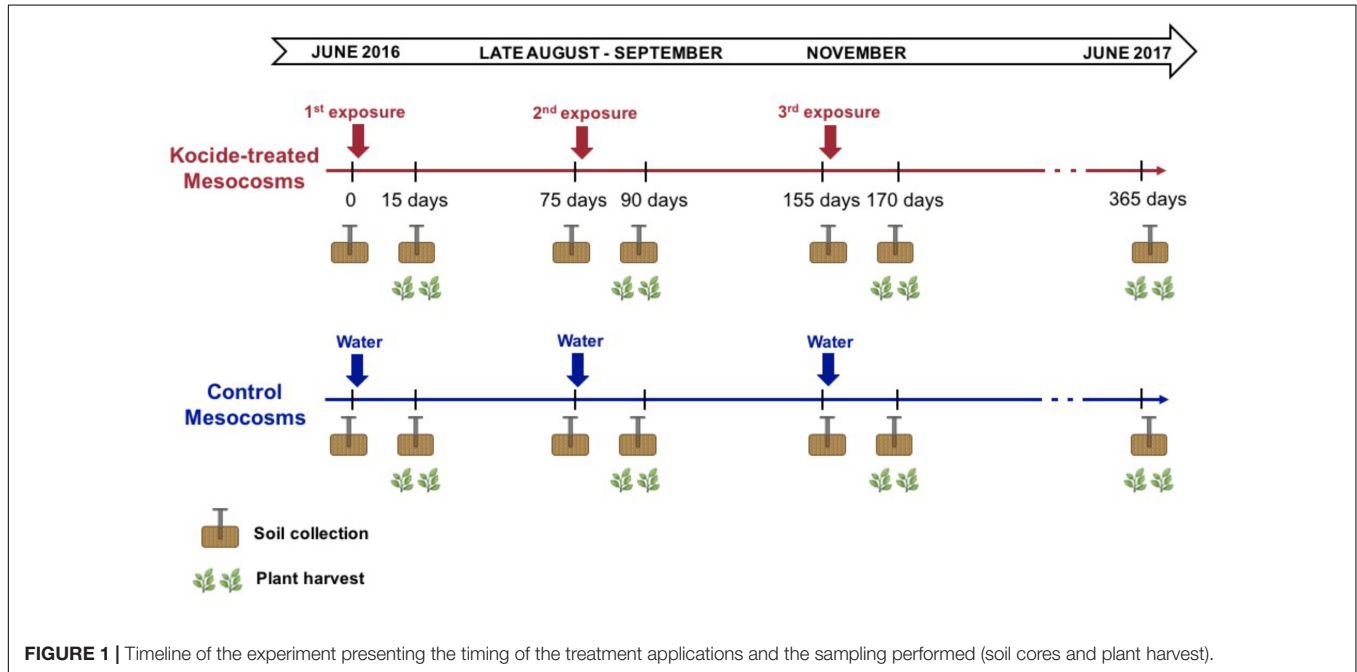 JUNE 2016 LATE AUGUST - SEPTEMBER NOVEMBER JUNE 2017
1st exposure 2nd exposure 3rd exposure
Kocide-treated
Mesocosms
0 15 days 75 days 90 days 155 days 170 days 365 days
Water Water Water
Control
Mesocosms
Soil collection
Plant harvest
FIGURE 1 | Timeline of the experiment presenting the timing of the treatment applications and the sampling performed (soil cores and plant harvest).